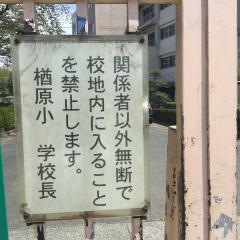 関係者以外無断で
校地内に入ること
を禁止します。
楢原小　学校長